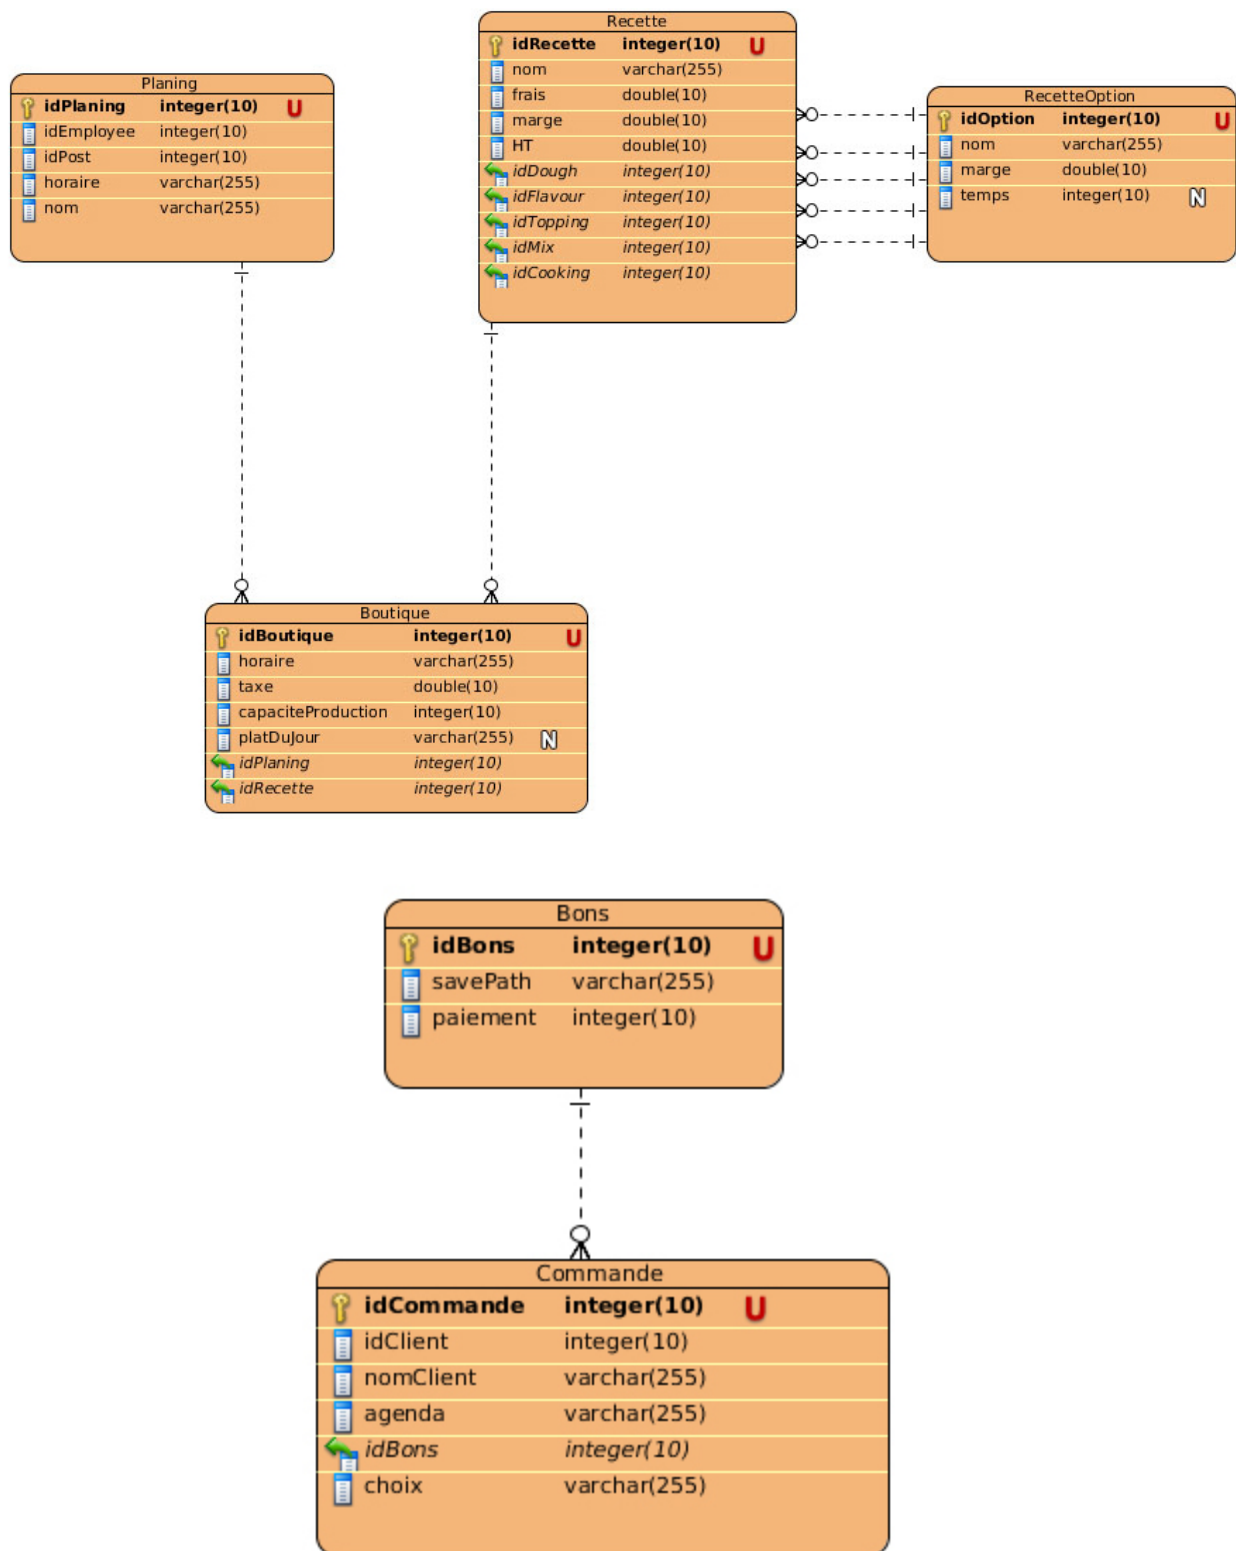 Planing
idPlaning integer(10) U
idEmployee integer(10)
idPost integer(10)
horaire varchar(255)
nom varchar(255)
Recette
idRecette integer(10) U
nom varchar(255)
frais double(10)
marge double(10)
HT double(10)
idDough integer(10)
idFlavour integer(10)
idTopping integer(10)
idMix integer(10)
idCooking integer(10)
RecetteOption
idOption integer(10) U
nom varchar(255)
marge double(10)
temps integer(10) N
Boutique
idBoutique integer(10) U
horaire varchar(255)
taxe double(10)
capaciteProduction integer(10)
platDuJour varchar(255) N
idPlaning integer(10)
idRecette integer(10)
Bons
idBons integer(10) U
savePath varchar(255)
paiement integer(10)
Commande
idCommande integer(10) U
idClient integer(10)
nomClient varchar(255)
agenda varchar(255)
idBons integer(10)
choix varchar(255)